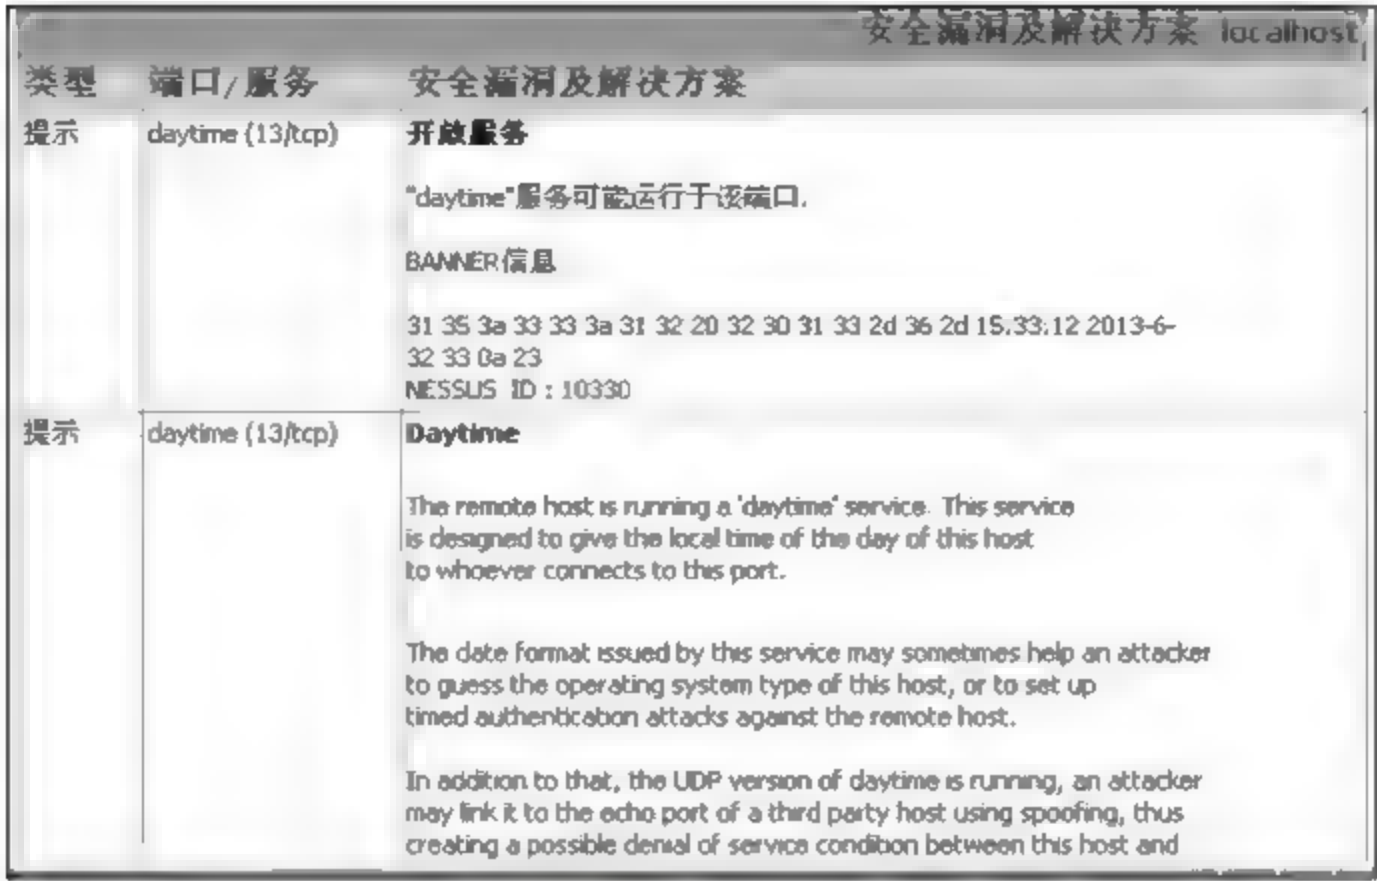 安全漏洞及解决方案 localhost
类型 端口/服务 安全漏洞及解决方案
提示 daytime (13/tcp) 开放服务
"daytime"服务可能运行于该端口.
BANNER信息
31 35 3a 33 33 3a 31 32 20 32 30 31 33 2d 36 2d 15.33.12 2013-6-
32 33 0a 23
NESSUS ID : 10330
提示 daytime (13/tcp) Daytime
The remote host is running a 'daytime' service. This service
is designed to give the local time of the day of this host
to whoever connects to this port.
The date format issued by this service may sometimes help an attacker
to guess the operating system type of this host, or to set up
timed authentication attacks against the remote host.
In addition to that, the UDP version of daytime is running, an attacker
may link it to the echo port of a third party host using spoofing, thus
creating a possible denial of service condition between this host and